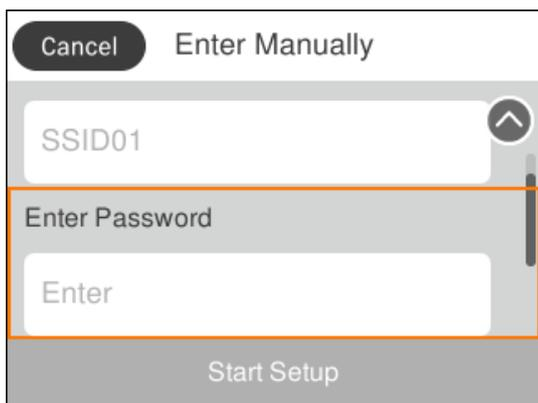 Cancel Enter Manually
SSID01
Enter Password
Enter
Start Setup